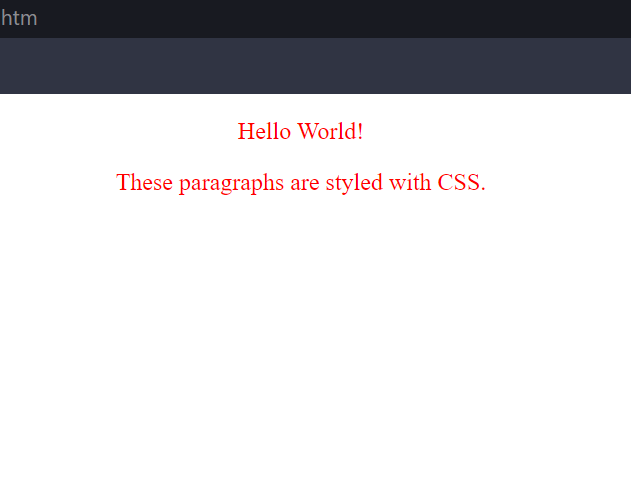 htm
Hello World!
These paragraphs are styled with CSS.